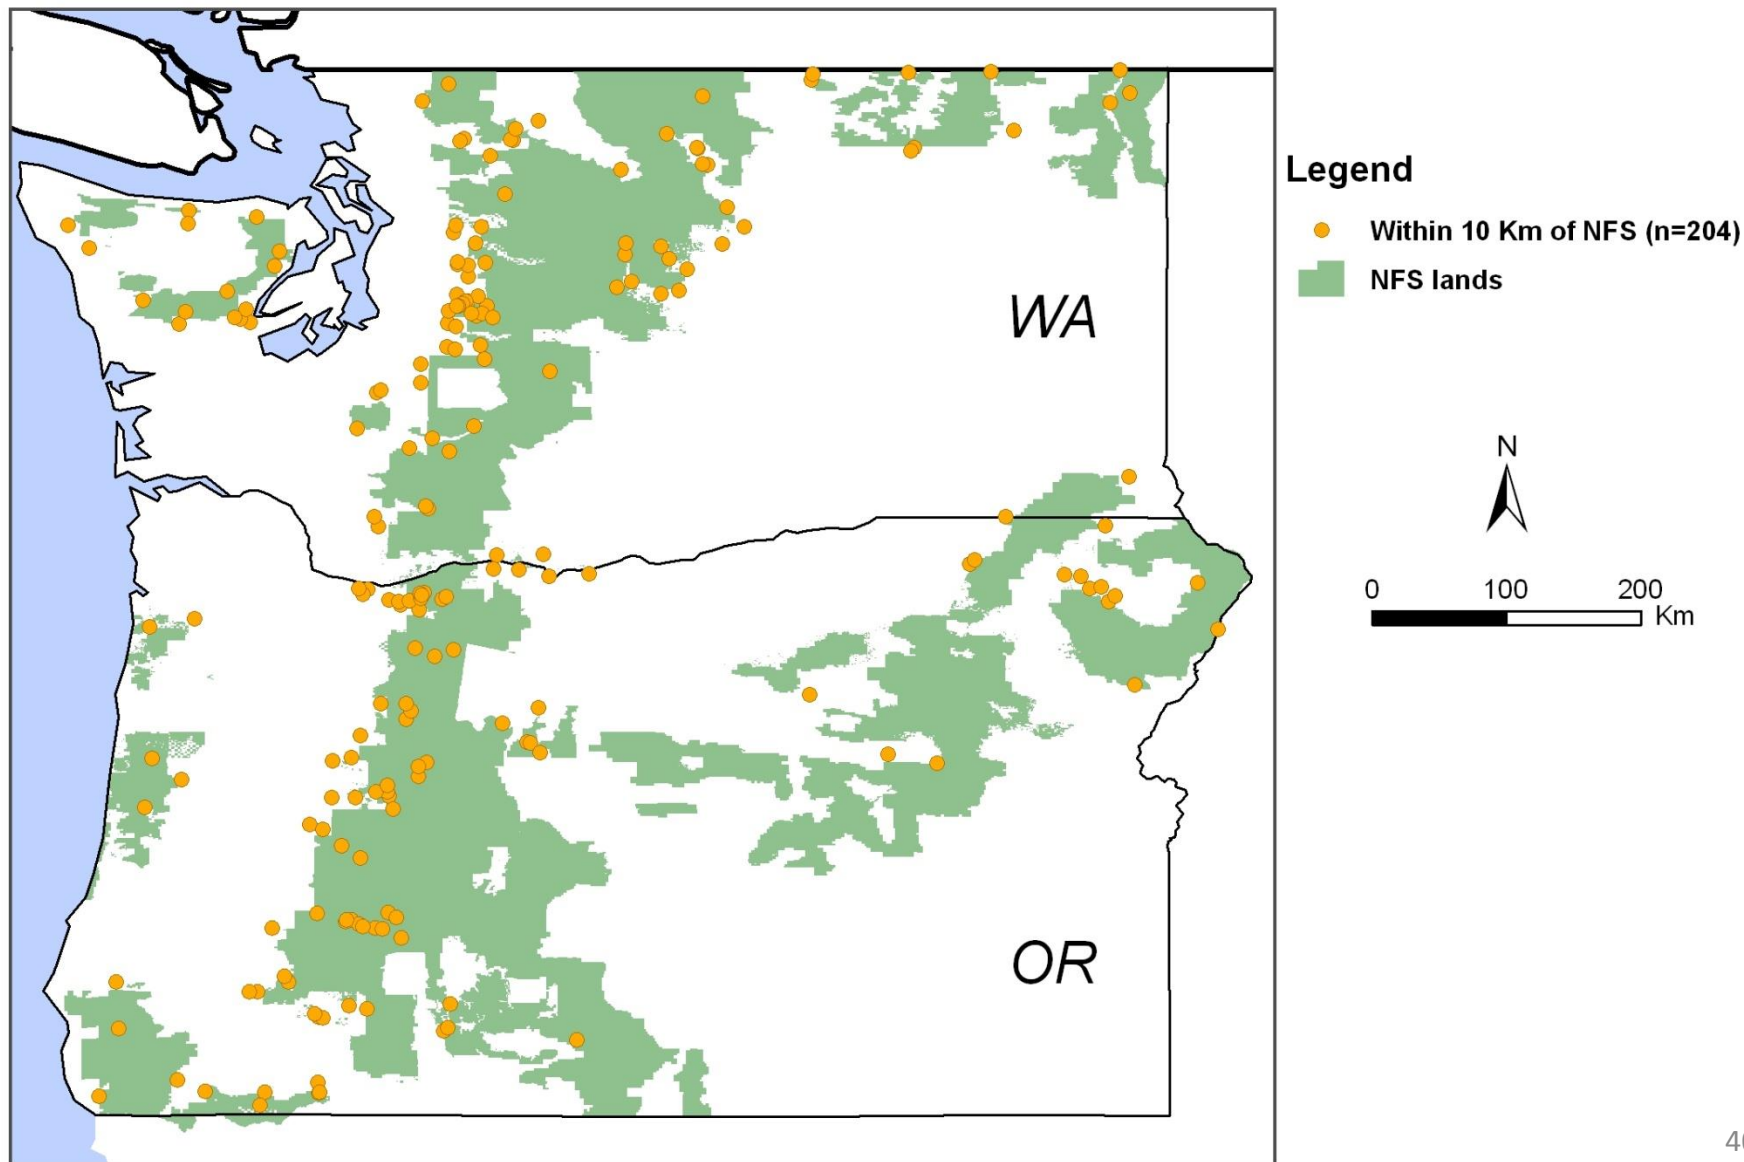 Legend
Within 10 Km of NFS (n=204)
NFS lands
WA
N
0 100 200
Km
OR